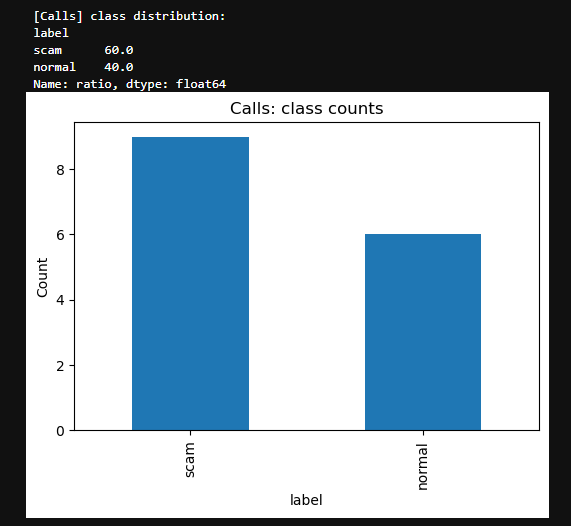 [Calls] class distribution:
label
scam      60.0
normal    40.0
Name: ratio, dtype: float64
Calls: class counts
8
6
4
2
0
Count
scam
normal
label